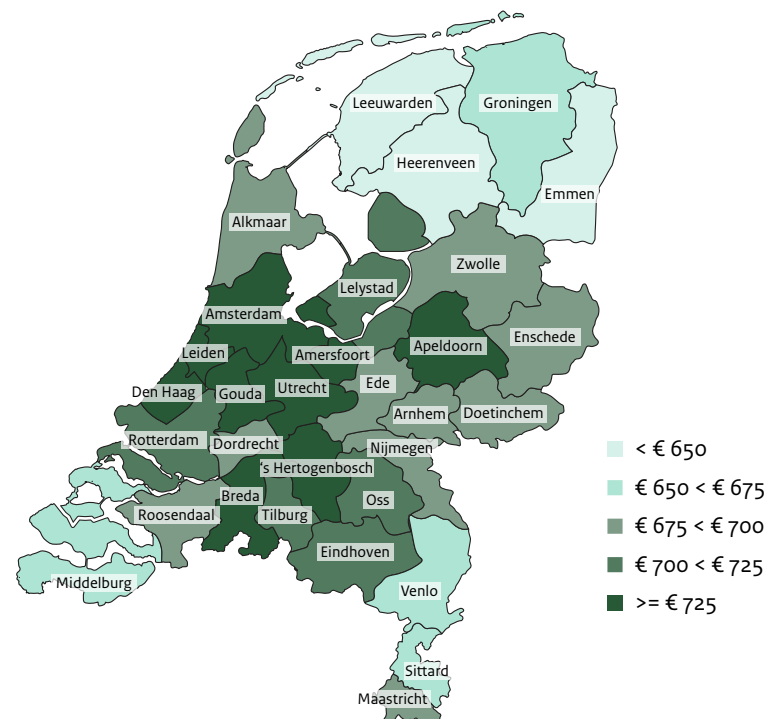 Leeuwarden
Groningen
Heerenveen
Emmen
Alkmaar
Zwolle
Lelystad
Amsterdam
Enschede
Apeldoorn
Leiden
Amersfoort
Ede
Den Haag
Gouda
Utrecht
Arnhem
Doetinchem
Rotterdam
Dordrecht
Nijmegen
's Hertogenbosch
Breda
Oss
Roosendaal
Tilburg
Eindhoven
Middelburg
Venlo
Sittard
Maastricht
< € 650
€ 650 < € 675
€ 675 < € 700
€ 700 < € 725
>= € 725